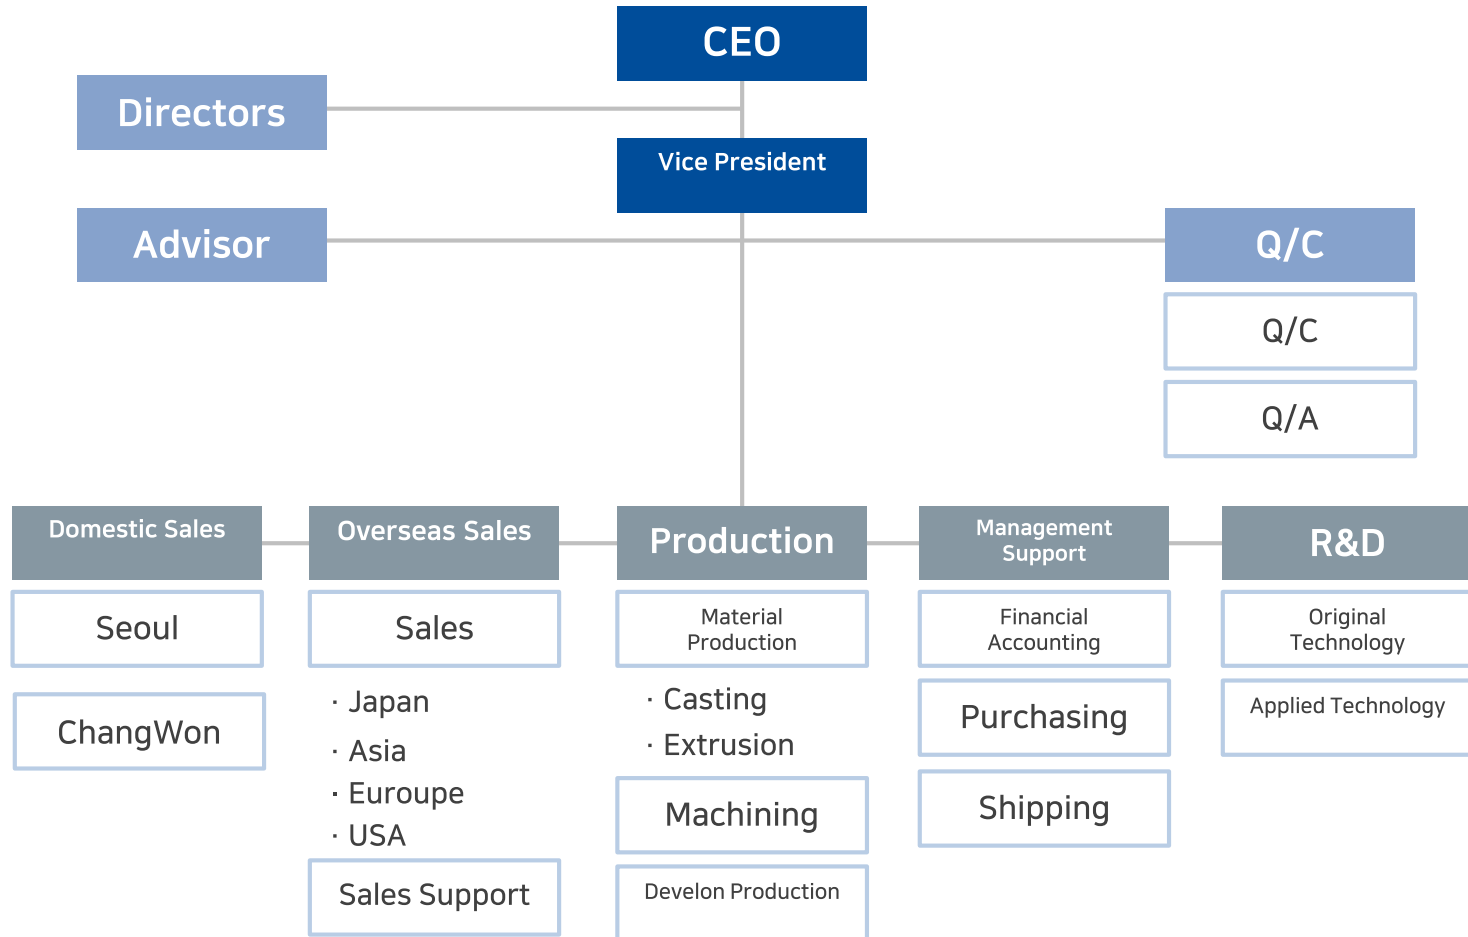 CEO
Directors
Vice President
Advisor
Q/C
Q/C
Q/A
Domestic Sales
Seoul
ChangWon
Overseas Sales
Sales
· Japan
· Asia
· Euroupe
· USA
Sales Support
Production
Material
Production
· Casting
· Extrusion
Machining
Develon Production
Management
Support
Financial
Accounting
Purchasing
Shipping
R&D
Original
Technology
Applied Technology